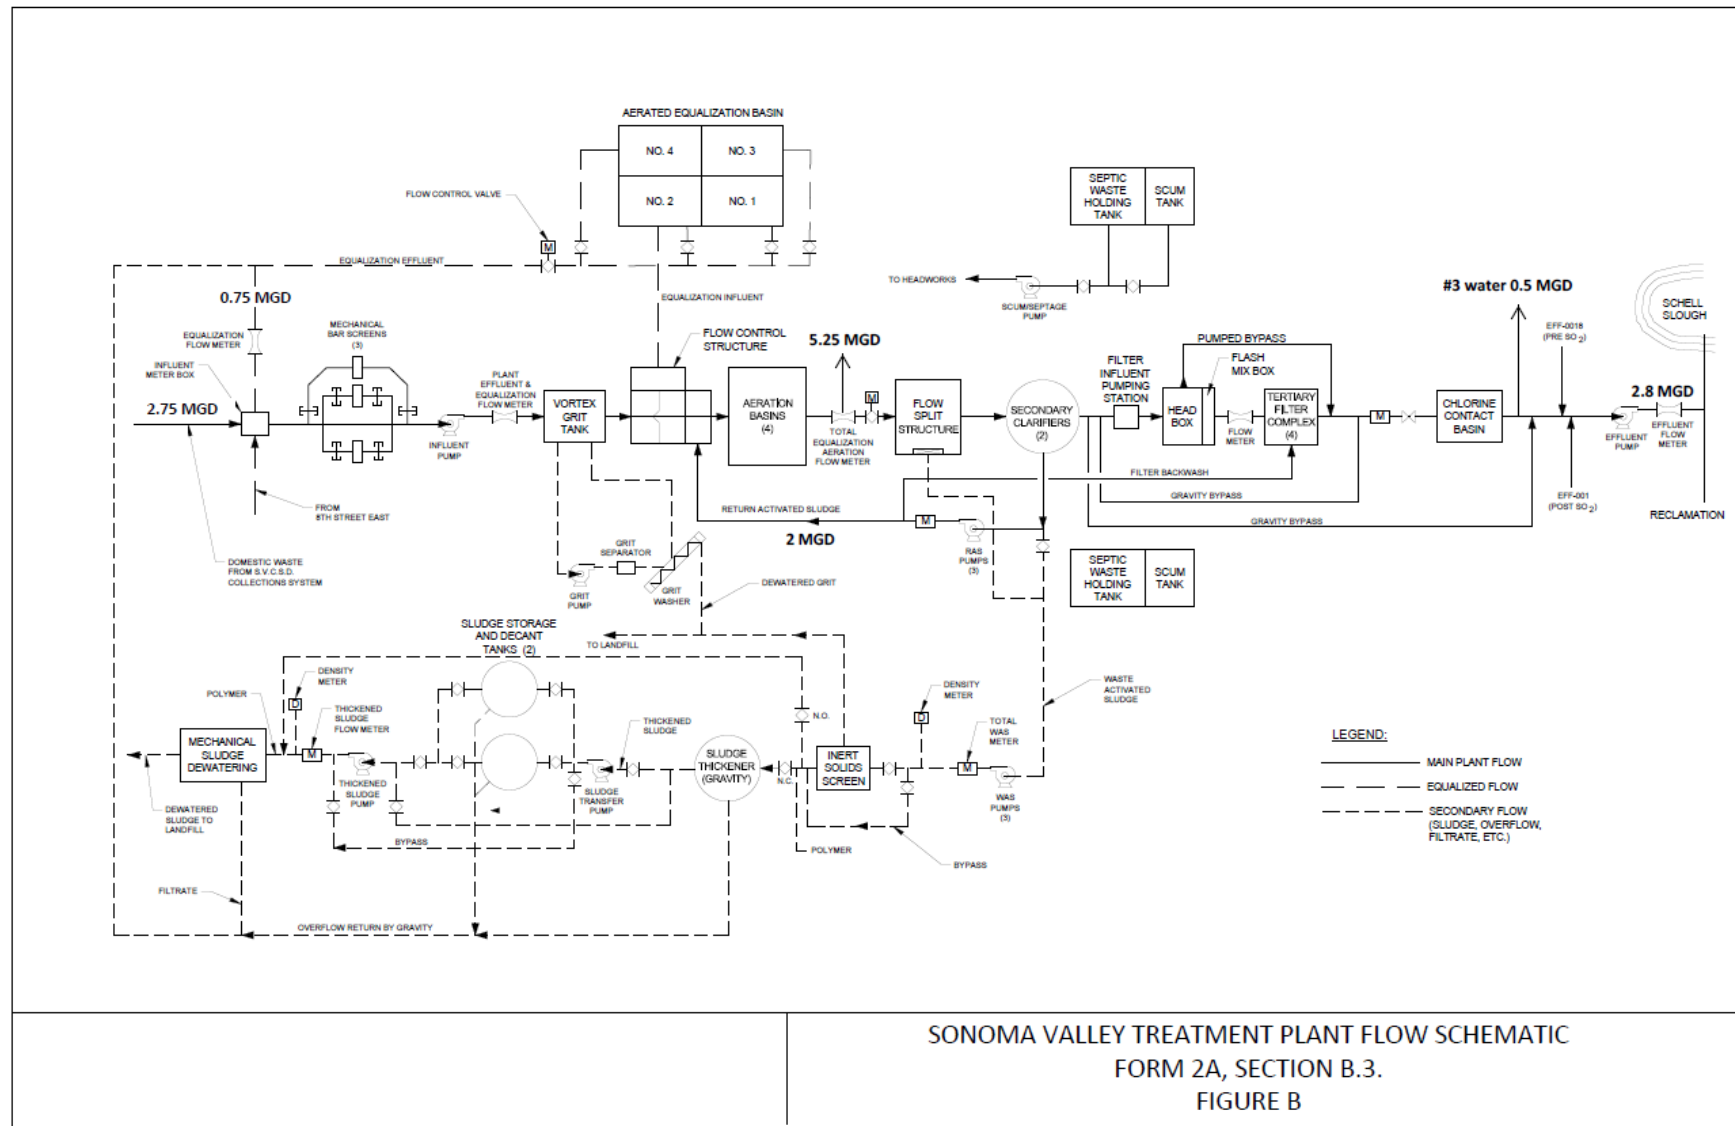 AERATED EQUALIZATION BASIN
NO. 4
NO. 3
NO. 2
NO. 1
FLOW CONTROL VALVE
M
EQUALIZATION EFFLUENT
EQUALIZATION INFLUENT
0.75 MGD
EQUALIZATION
FLOW METER
MECHANICAL
BAR SCREENS
(3)
INFLUENT
METER BOX
2.75 MGD
FROM
8TH STREET EAST
DOMESTIC WASTE
FROM S.V.C.S.D.
COLLECTIONS SYSTEM
INFLUENT
PUMP
PLANT
EFFLUENT &
EQUALIZATION
FLOW METER
VORTEX
GRIT
TANK
FLOW CONTROL
STRUCTURE
AERATION
BASINS
(4)
5.25 MGD
M
TOTAL
EQUALIZATION
AERATION
FLOW METER
FLOW
SPLIT
STRUCTURE
SECONDARY
CLARIFIERS
(2)
SEPTIC
WASTE
HOLDING
TANK
SCUM
TANK
TO HEADWORKS
SCUM/SEPTAGE
PUMP
FILTER
INFLUENT
PUMPING
STATION
PUMPED BYPASS
FLASH
MIX BOX
HEAD
BOX
FLOW
METER
TERTIARY
FILTER
COMPLEX
(4)
M
CHLORINE
CONTACT
BASIN
#3 water 0.5 MGD
EFF-001B
(PRE SO2)
EFF-001
(POST SO2)
SCHELL
SLOUGH
2.8 MGD
EFFLUENT
PUMP
EFFLUENT
FLOW
METER
RECLAMATION
FILTER BACKWASH
GRAVITY BYPASS
GRAVITY BYPASS
RETURN ACTIVATED SLUDGE
M
2 MGD
RAS
PUMPS
(3)
SEPTIC
WASTE
HOLDING
TANK
SCUM
TANK
GRIT
SEPARATOR
GRIT
PUMP
GRIT
WASHER
DEWATERED GRIT
TO LANDFILL
SLUDGE STORAGE
AND DECANT
TANKS (2)
POLYMER
DENSITY
METER
D
THICKENED
SLUDGE
FLOW METER
M
MECHANICAL
SLUDGE
DEWATERING
THICKENED
SLUDGE
PUMP
DEWATERED
SLUDGE TO
LANDFILL
BYPASS
SLUDGE
TRANSFER
PUMP
THICKENED
SLUDGE
SLUDGE
THICKENER
(GRAVITY)
N.O.
N.C.
INERT
SOLIDS
SCREEN
POLYMER
BYPASS
DENSITY
METER
D
TOTAL
WAS
METER
M
WAS
PUMPS
(3)
WASTE
ACTIVATED
SLUDGE
FILTRATE
OVERFLOW RETURN BY GRAVITY
LEGEND:
MAIN PLANT FLOW
EQUALIZED FLOW
SECONDARY FLOW
(SLUDGE, OVERFLOW,
FILTRATE, ETC.)
SONOMA VALLEY TREATMENT PLANT FLOW SCHEMATIC
FORM 2A, SECTION B.3.
FIGURE B